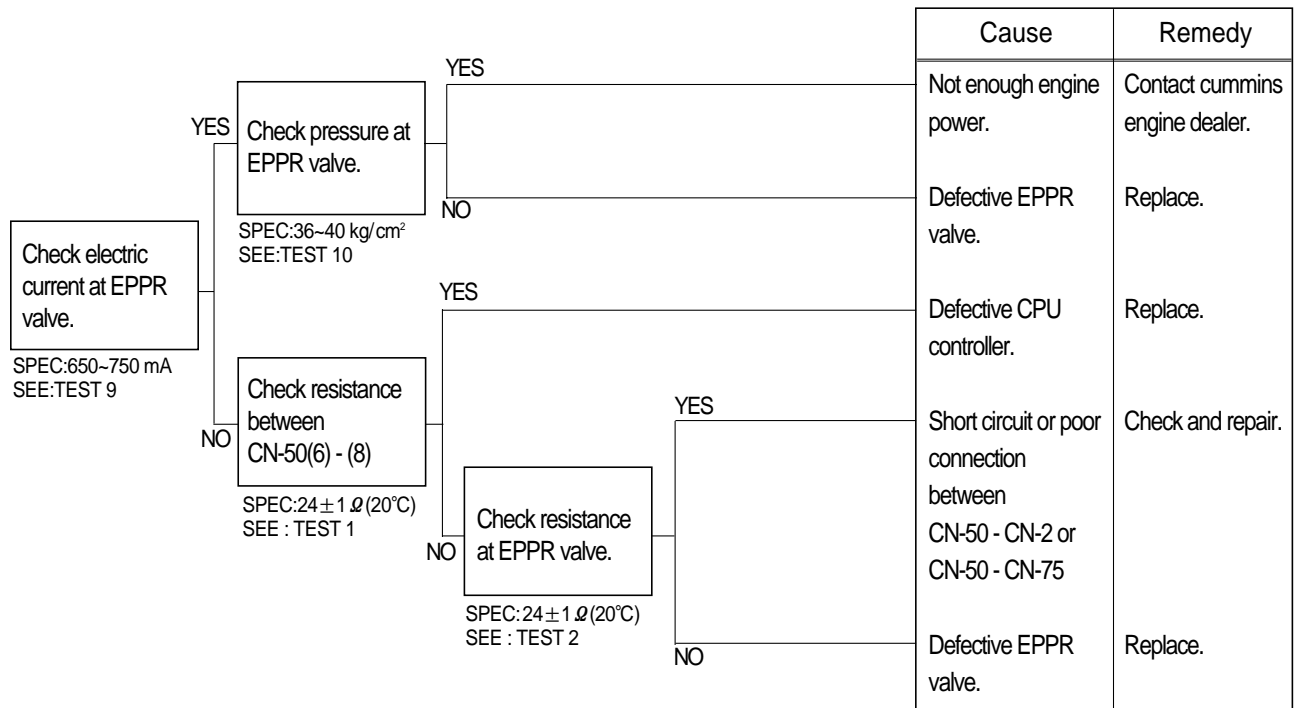 Check electric
current at EPPR
valve.
SPEC:650~750 mA
SEE:TEST 9
YES
Check pressure at
EPPR valve.
SPEC:36~40 kg/cm²
SEE:TEST 10
YES
NO
NO
Check resistance
between
CN-50(6) - (8)
SPEC:24±1 Ω(20°C)
SEE : TEST 1
YES
NO
Check resistance
at EPPR valve.
SPEC:24±1 Ω(20°C)
SEE : TEST 2
YES
NO
Cause Remedy
Not enough engine Contact cummins
power. engine dealer.
Defective EPPR Replace.
valve.
Defective CPU Replace.
controller.
Short circuit or poor Check and repair.
connection
between
CN-50 - CN-2 or
CN-50 - CN-75
Defective EPPR Replace.
valve.